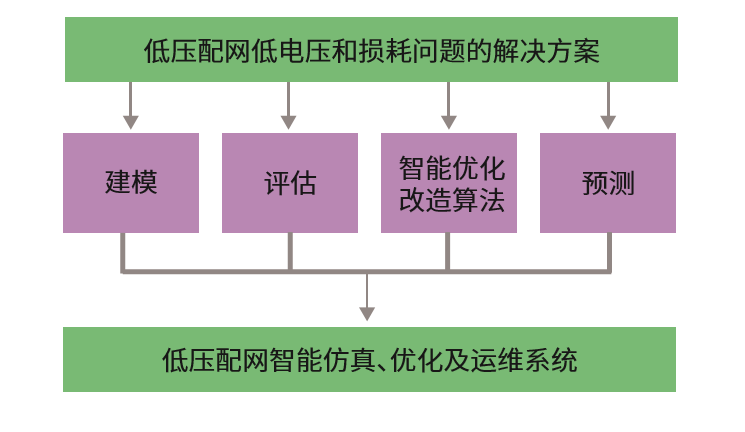 低压配网低电压和损耗问题的解决方案
建模
评估
智能优化
改造算法
预测
低压配网智能仿真、优化及运维系统